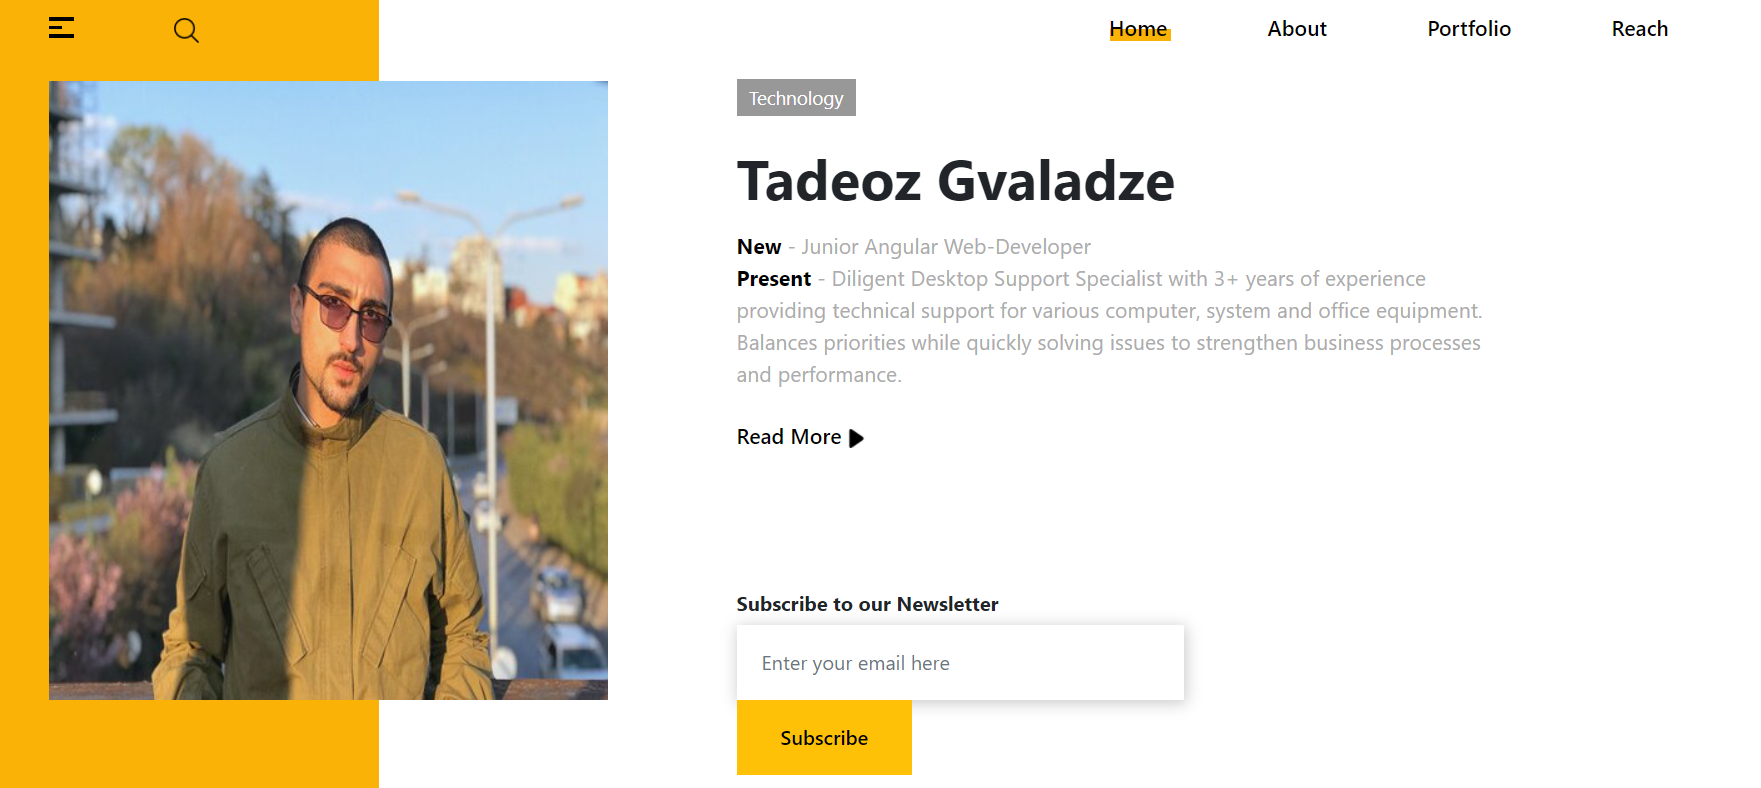 Home About Portfolio Reach
Technology
Tadeoz Gvaladze
New - Junior Angular Web-Developer
Present - Diligent Desktop Support Specialist with 3+ years of experience
providing technical support for various computer, system and office equipment.
Balances priorities while quickly solving issues to strengthen business processes
and performance.
Read More
Subscribe to our Newsletter
Enter your email here
Subscribe